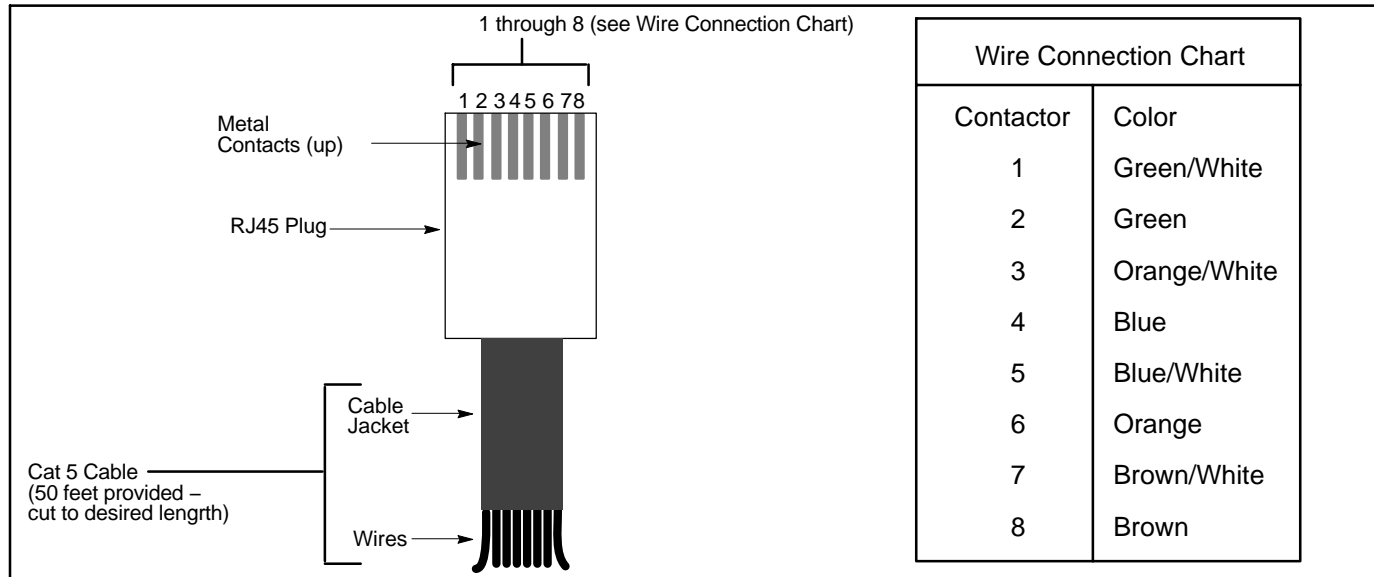 1 through 8 (see Wire Connection Chart)
1 2 3 4 5 6 7 8
Metal
Contacts (up)
RJ45 Plug
Cable
Jacket
Cat 5 Cable
(50 feet provided –
cut to desired lengrth)
Wires
Wire Connection Chart
Contactor Color
1 Green/White
2 Green
3 Orange/White
4 Blue
5 Blue/White
6 Orange
7 Brown/White
8 Brown